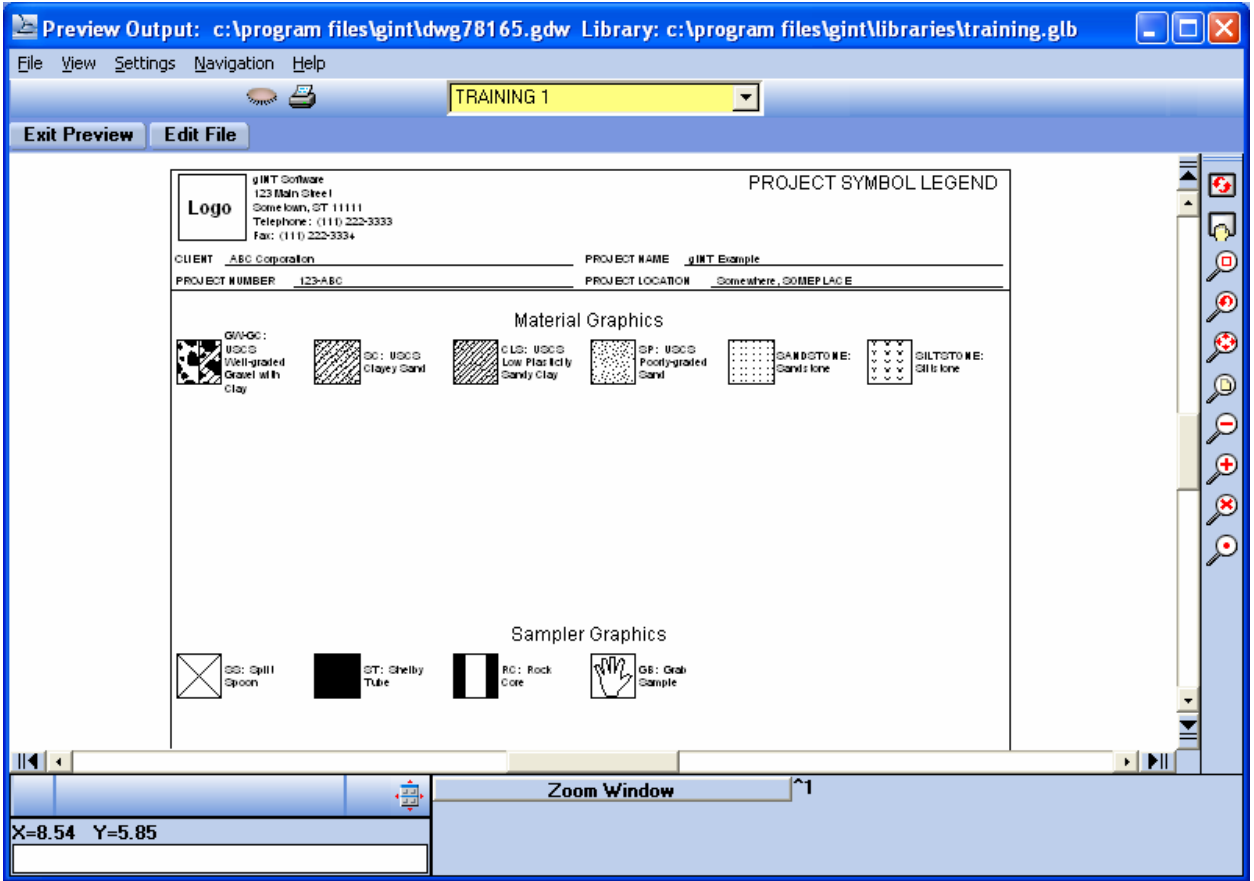 Preview Output: c:\program files\gint\dwg78165.gdw Library: c:\program files\gint\libraries\training.glb
File View Settings Navigation Help
TRAINING 1
Exit Preview Edit File
Logo
gINT Software
123 Main Street
Sometown, ST 11111
Telephone: (111) 222-3333
Fax: (111) 222-3334
PROJECT SYMBOL LEGEND
CLIENT ABC Corporation
PROJECT NAME gINT Example
PROJECT NUMBER 123-ABC
PROJECT LOCATION Somewhere, SOMEPLACE
Material Graphics
GW-GC:
USCS
Well-graded
Gravel with
Clay
SC: USCS
Clayey Sand
CLS: USCS
Low Plasticity
Sandy Clay
SP: USCS
Poorly-graded
Sand
SANDSTONE:
Sandstone
SILTSTONE:
Siltstone
Sampler Graphics
SS: Split
Spoon
ST: Shelby
Tube
RC: Rock
Core
GB: Grab
Sample
Zoom Window ^1
X=8.54 Y=5.85